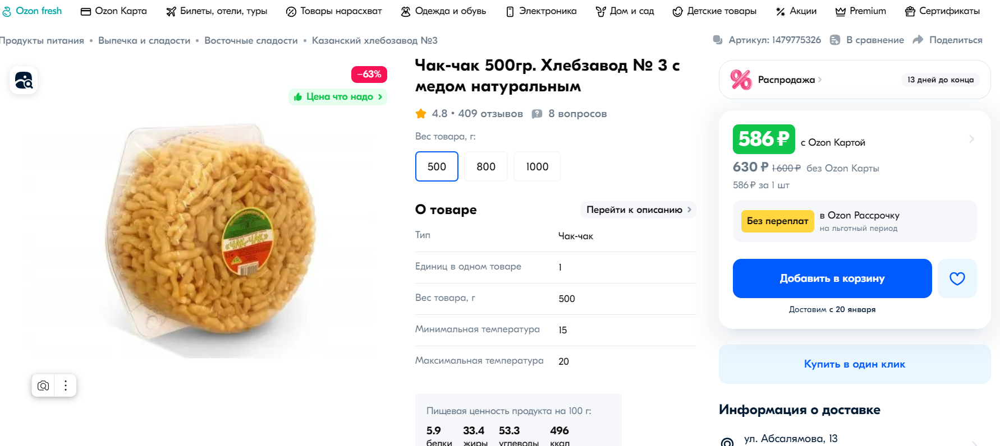 Ozon fresh
Ozon Карта
Билеты, отели, туры
Товары нарасхват
Одежда и обувь
Электроника
Дом и сад
Детские товары
Акции
Premium
Сертификаты
Продукты питания • Выпечка и сладости • Восточные сладости • Казанский хлебозавод №3
Артикул: 1479775326
В сравнение
Поделиться
–63%
Цена что надо
ЧАК-ЧАК
Чак-чак 500гр. Хлебзавод № 3 с
медом натуральным
4.8 • 409 отзывов
8 вопросов
Вес товара, г:
500
800
1000
О товаре
Перейти к описанию
Тип Чак-чак
Единиц в одном товаре 1
Вес товара, г 500
Минимальная температура 15
Максимальная температура 20
Пищевая ценность продукта на 100 г:
5.9 33.4 53.3 496
белки жиры углеводы ккал
Распродажа
13 дней до конца
586 ₽ с Ozon Картой
630 ₽ 1 600 ₽ без Ozon Карты
586 ₽ за 1 шт
Без переплат
в Ozon Рассрочку
на льготный период
Добавить в корзину
Доставим с 20 января
Купить в один клик
Информация о доставке
ул. Абсалямова, 13